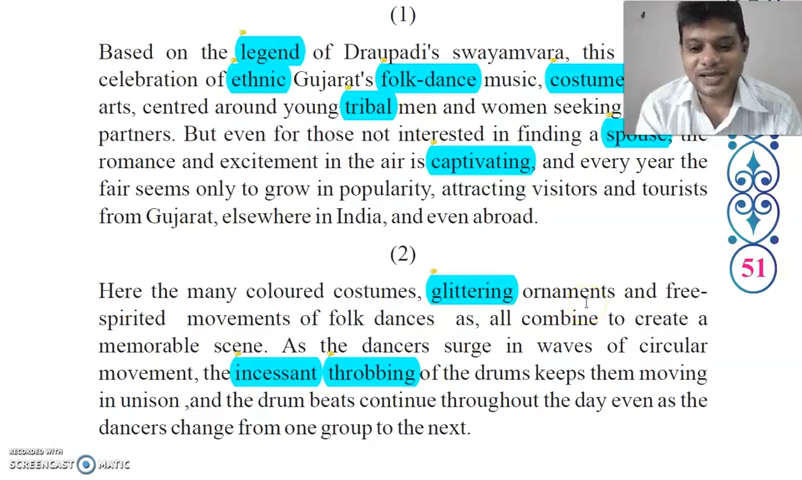 (1)
Based on the legend of Draupadi's swayamvara, this
celebration of ethnic Gujarat's folk-dance music, costume
arts, centred around young tribal men and women seeking
partners. But even for those not interested in finding a spouse, the
romance and excitement in the air is captivating, and every year the
fair seems only to grow in popularity, attracting visitors and tourists
from Gujarat, elsewhere in India, and even abroad.
51
(2)
Here the many coloured costumes, glittering ornaments and free-
spirited movements of folk dances as, all combine to create a
memorable scene. As the dancers surge in waves of circular
movement, the incessant throbbing of the drums keeps them moving
in unison ,and the drum beats continue throughout the day even as the
dancers change from one group to the next.
RECORDED WITH
SCREENCAST MATIC